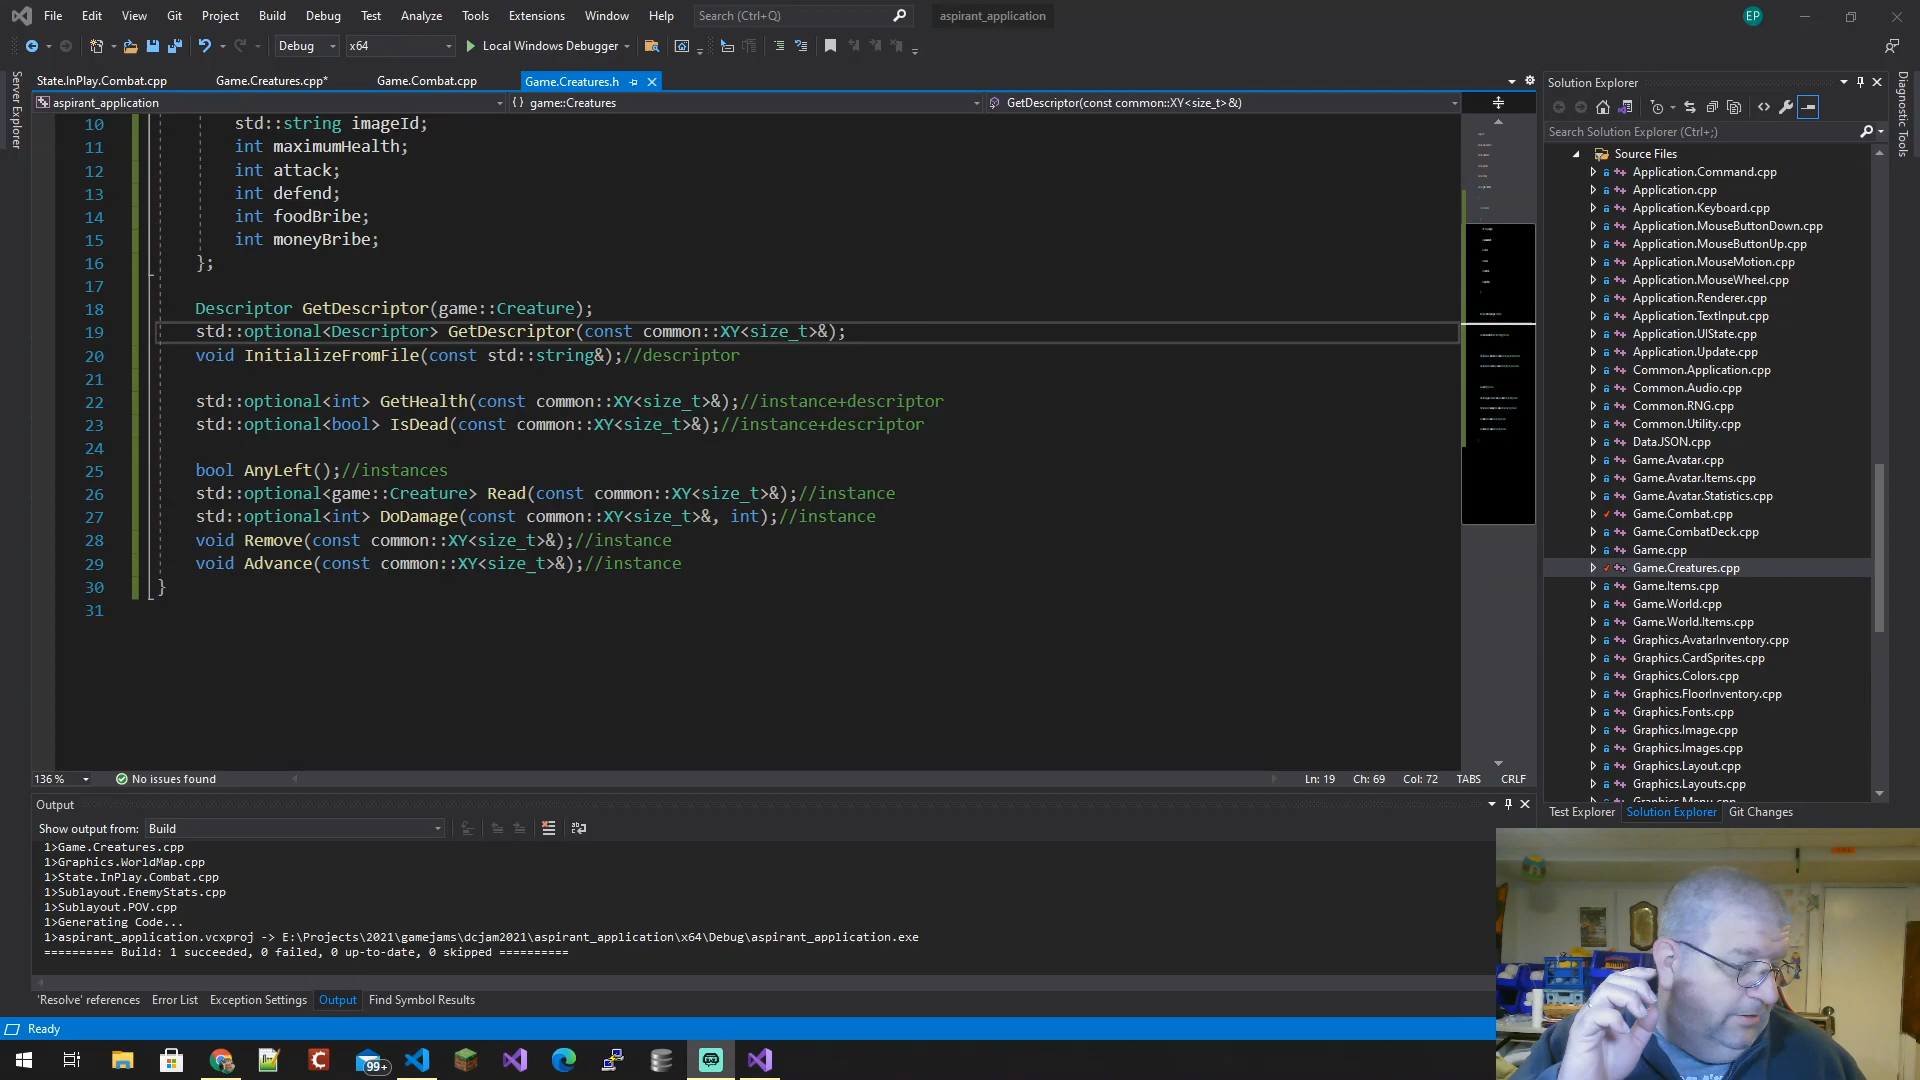 File Edit View Git Project Build Debug Test Analyze Tools Extensions Window Help Search (Ctrl+Q) aspirant_application EP
Debug x64 Local Windows Debugger
State.InPlay.Combat.cpp Game.Creatures.cpp* Game.Combat.cpp Game.Creatures.h
aspirant_application game::Creatures GetDescriptor(const common::XY<size_t>&)
Server Explorer
10 std::string imageId;
11 int maximumHealth;
12 int attack;
13 int defend;
14 int foodBribe;
15 int moneyBribe;
16 };
17
18 Descriptor GetDescriptor(game::Creature);
19 std::optional<Descriptor> GetDescriptor(const common::XY<size_t>&);
20 void InitializeFromFile(const std::string&);//descriptor
21
22 std::optional<int> GetHealth(const common::XY<size_t>&);//instance+descriptor
23 std::optional<bool> IsDead(const common::XY<size_t>&);//instance+descriptor
24
25 bool AnyLeft();//instances
26 std::optional<game::Creature> Read(const common::XY<size_t>&);//instance
27 std::optional<int> DoDamage(const common::XY<size_t>&, int);//instance
28 void Remove(const common::XY<size_t>&);//instance
29 void Advance(const common::XY<size_t>&);//instance
30 }
31
136 % No issues found Ln: 19 Ch: 69 Col: 72 TABS CRLF
Output
Show output from: Build
1>Game.Creatures.cpp
1>Graphics.WorldMap.cpp
1>State.InPlay.Combat.cpp
1>Sublayout.EnemyStats.cpp
1>Sublayout.POV.cpp
1>Generating Code...
1>aspirant_application.vcxproj -> E:\Projects\2021\gamejams\dcjam2021\aspirant_application\x64\Debug\aspirant_application.exe
========== Build: 1 succeeded, 0 failed, 0 up-to-date, 0 skipped ==========
'Resolve' references Error List Exception Settings Output Find Symbol Results
Ready
99+
Solution Explorer
Search Solution Explorer (Ctrl+;)
Source Files
Application.Command.cpp
Application.cpp
Application.Keyboard.cpp
Application.MouseButtonDown.cpp
Application.MouseButtonUp.cpp
Application.MouseMotion.cpp
Application.MouseWheel.cpp
Application.Renderer.cpp
Application.TextInput.cpp
Application.UIState.cpp
Application.Update.cpp
Common.Application.cpp
Common.Audio.cpp
Common.RNG.cpp
Common.Utility.cpp
Data.JSON.cpp
Game.Avatar.cpp
Game.Avatar.Items.cpp
Game.Avatar.Statistics.cpp
Game.Combat.cpp
Game.CombatDeck.cpp
Game.cpp
Game.Creatures.cpp
Game.Items.cpp
Game.World.cpp
Game.World.Items.cpp
Graphics.AvatarInventory.cpp
Graphics.CardSprites.cpp
Graphics.Colors.cpp
Graphics.FloorInventory.cpp
Graphics.Fonts.cpp
Graphics.Image.cpp
Graphics.Images.cpp
Graphics.Layout.cpp
Graphics.Layouts.cpp
Graphics.Menu.cpp
Test Explorer Solution Explorer Git Changes
Diagnostic Tools